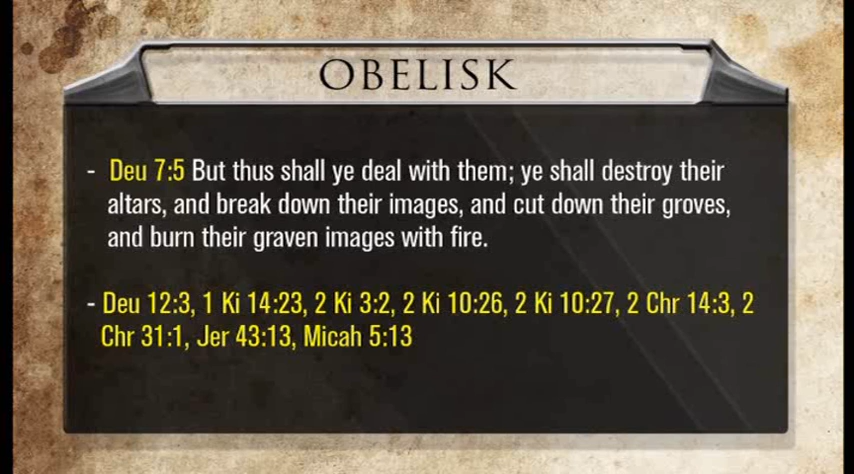 OBELISK
- Deu 7:5 But thus shall ye deal with them; ye shall destroy their
altars, and break down their images, and cut down their groves,
and burn their graven images with fire.
- Deu 12:3, 1 Ki 14:23, 2 Ki 3:2, 2 Ki 10:26, 2 Ki 10:27, 2 Chr 14:3, 2
Chr 31:1, Jer 43:13, Micah 5:13